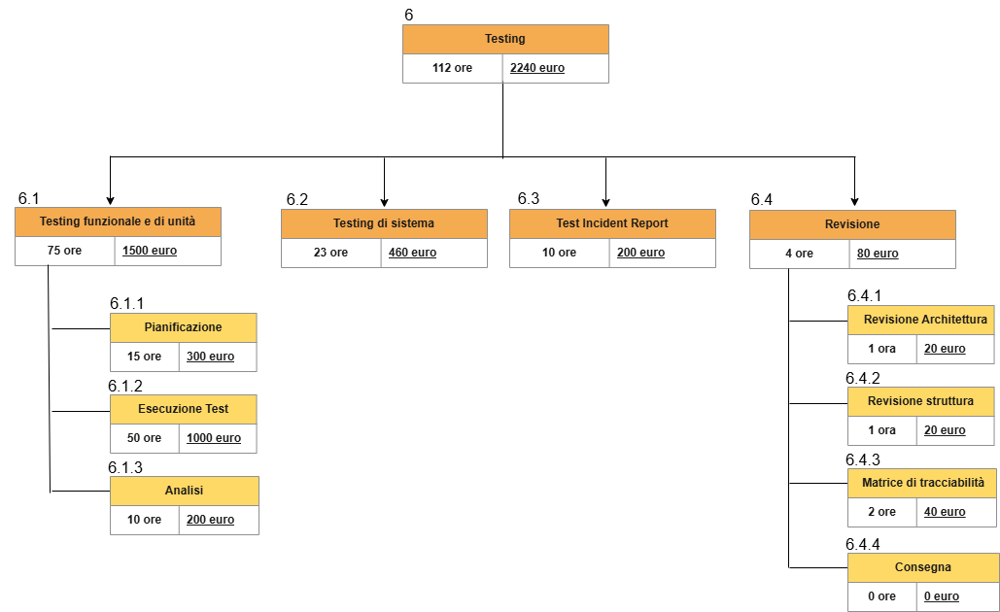 6
Testing
112 ore 2240 euro
6.1
Testing funzionale e di unità
75 ore 1500 euro
6.2
Testing di sistema
23 ore 460 euro
6.3
Test Incident Report
10 ore 200 euro
6.4
Revisione
4 ore 80 euro
6.1.1
Pianificazione
15 ore 300 euro
6.1.2
Esecuzione Test
50 ore 1000 euro
6.1.3
Analisi
10 ore 200 euro
6.4.1
Revisione Architettura
1 ora 20 euro
6.4.2
Revisione struttura
1 ora 20 euro
6.4.3
Matrice di tracciabilità
2 ore 40 euro
6.4.4
Consegna
0 ore 0 euro